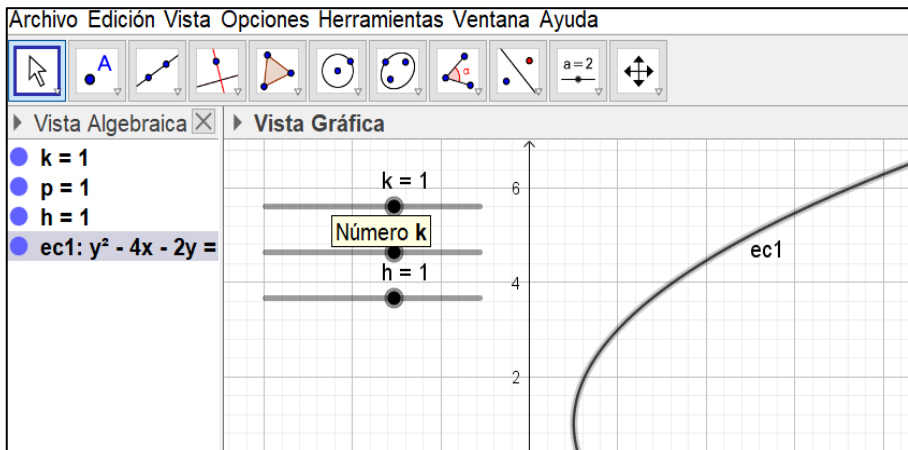 Archivo Edición Vista Opciones Herramientas Ventana Ayuda
A
α
a = 2
Vista Algebraica
Vista Gráfica
k = 1
p = 1
h = 1
ec1: y² - 4x - 2y =
k = 1
Número k
h = 1
6
4
2
ec1